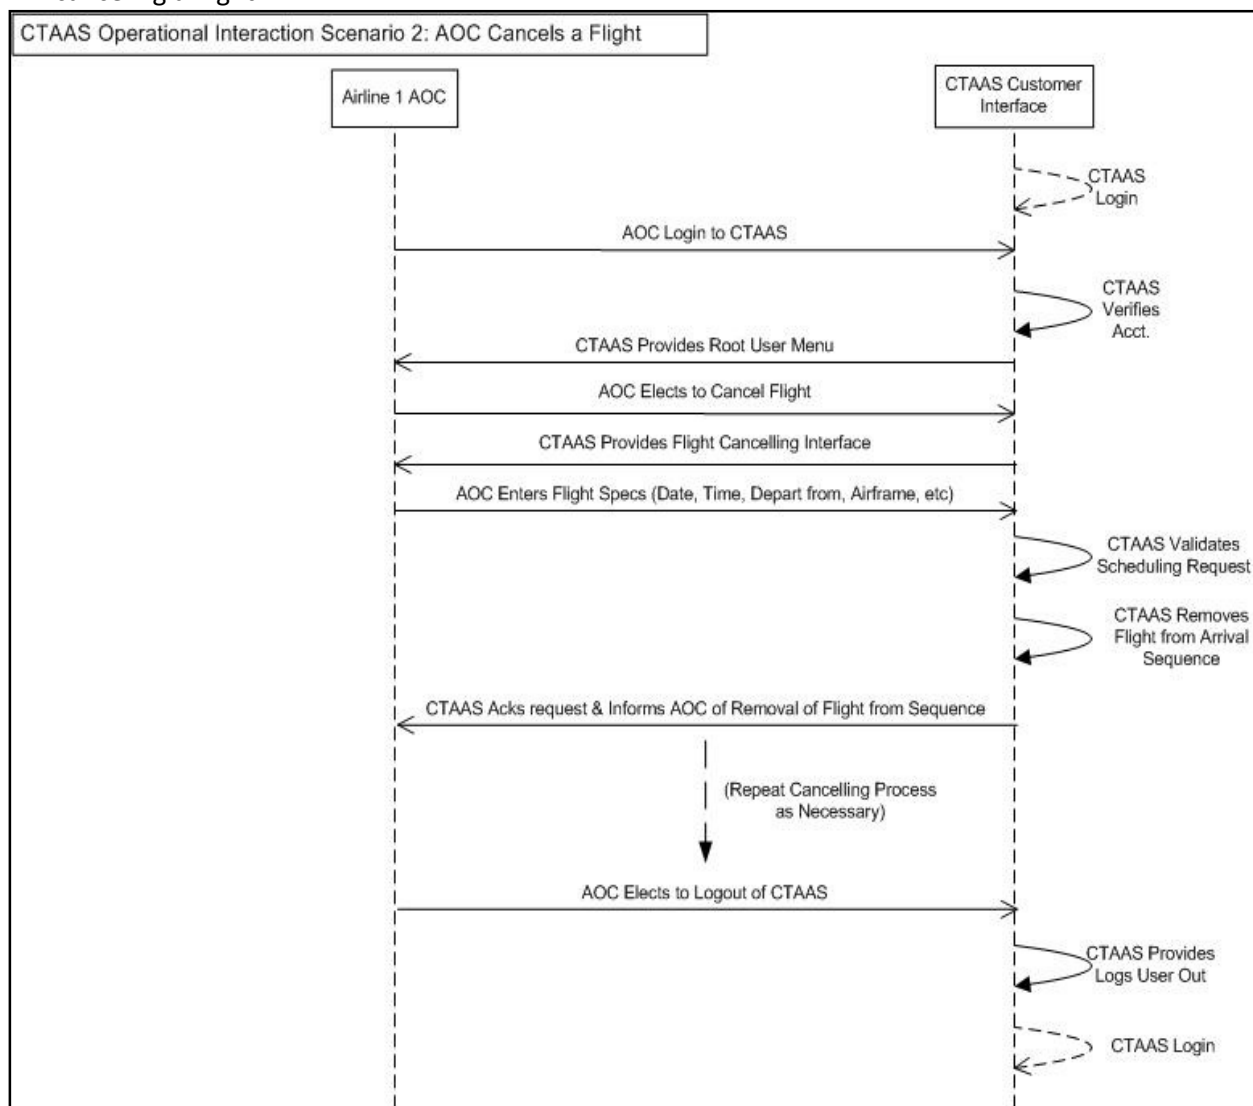 CTAAS Operational Interaction Scenario 2: AOC Cancels a Flight
Airline 1 AOC
CTAAS Customer
Interface
CTAAS
Login
AOC Login to CTAAS
CTAAS
Verifies
Acct.
CTAAS Provides Root User Menu
AOC Elects to Cancel Flight
CTAAS Provides Flight Cancelling Interface
AOC Enters Flight Specs (Date, Time, Depart from, Airframe, etc)
CTAAS Validates
Scheduling Request
CTAAS Removes
Flight from Arrival
Sequence
CTAAS Acks request & Informs AOC of Removal of Flight from Sequence
(Repeat Cancelling Process
as Necessary)
AOC Elects to Logout of CTAAS
CTAAS Provides
Logs User Out
CTAAS Login